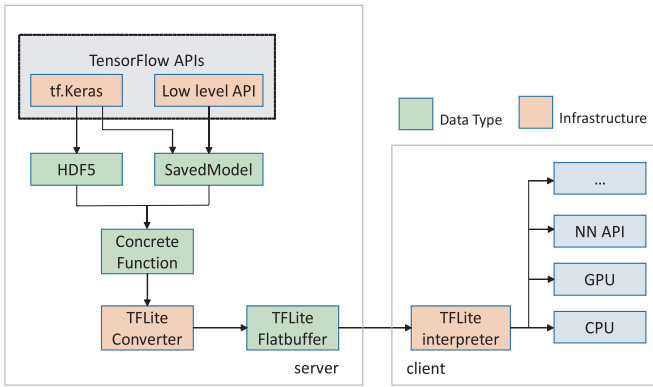 TensorFlow APIs
tf.Keras
Low level API
HDF5
SavedModel
Concrete
Function
TFLite
Converter
TFLite
Flatbuffer
server
Data Type
Infrastructure
...
NN API
GPU
CPU
TFLite
interpreter
client